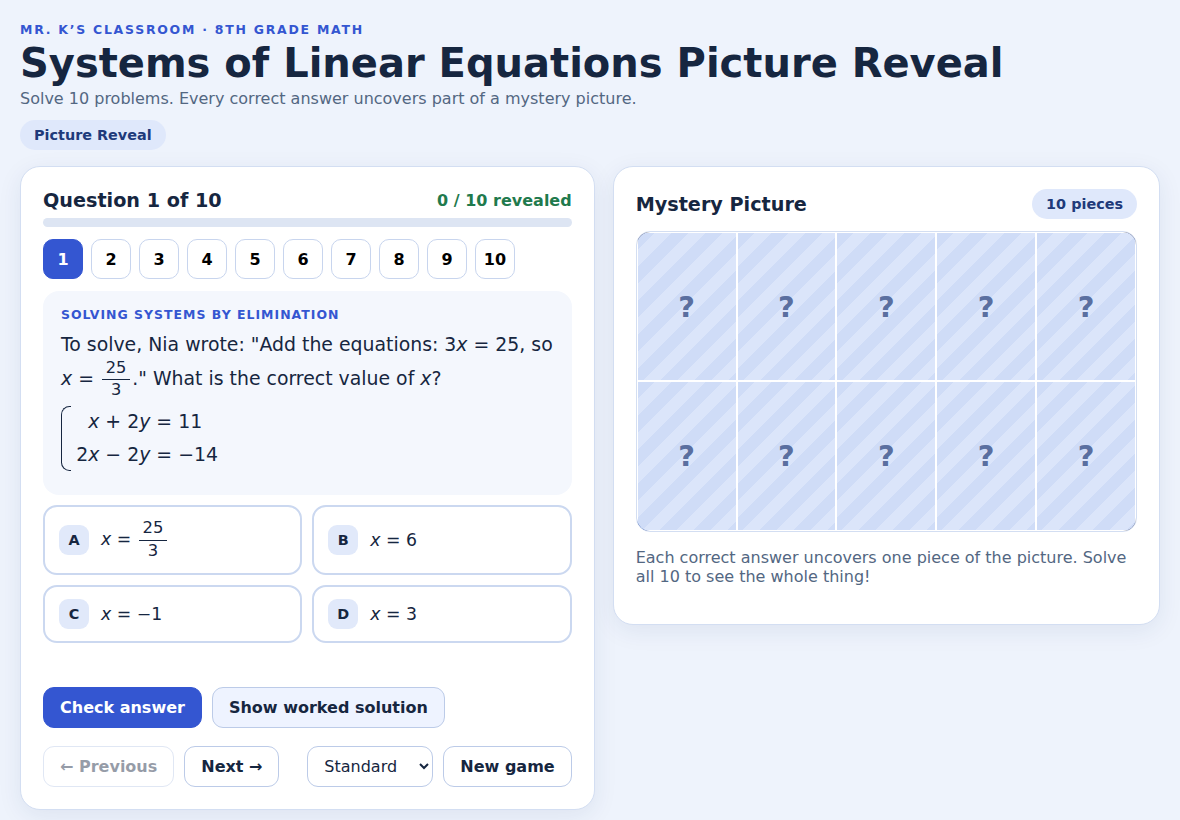 MR. K’S CLASSROOM · 8TH GRADE MATH
Systems of Linear Equations Picture Reveal
Solve 10 problems. Every correct answer uncovers part of a mystery picture.
Picture Reveal
Question 1 of 10
0 / 10 revealed
1 2 3 4 5 6 7 8 9 10
SOLVING SYSTEMS BY ELIMINATION
To solve, Nia wrote: "Add the equations: 3x = 25, so
x = 25/3." What is the correct value of x?
x + 2y = 11
2x − 2y = −14
A x = 25/3
B x = 6
C x = −1
D x = 3
Check answer
Show worked solution
← Previous
Next →
Standard
New game
Mystery Picture
10 pieces
? ? ? ? ?
? ? ? ? ?
Each correct answer uncovers one piece of the picture. Solve
all 10 to see the whole thing!